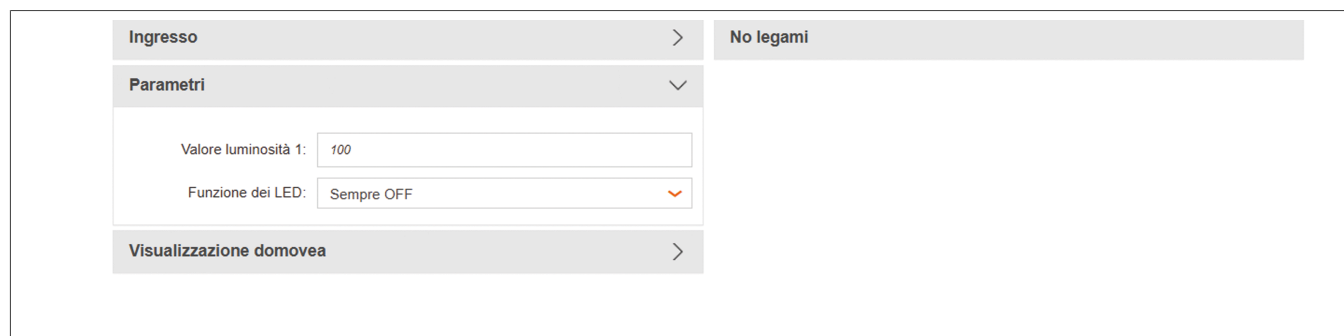 Ingresso
No legami
Parametri
Valore luminosità 1: 100
Funzione dei LED: Sempre OFF
Visualizzazione domovea